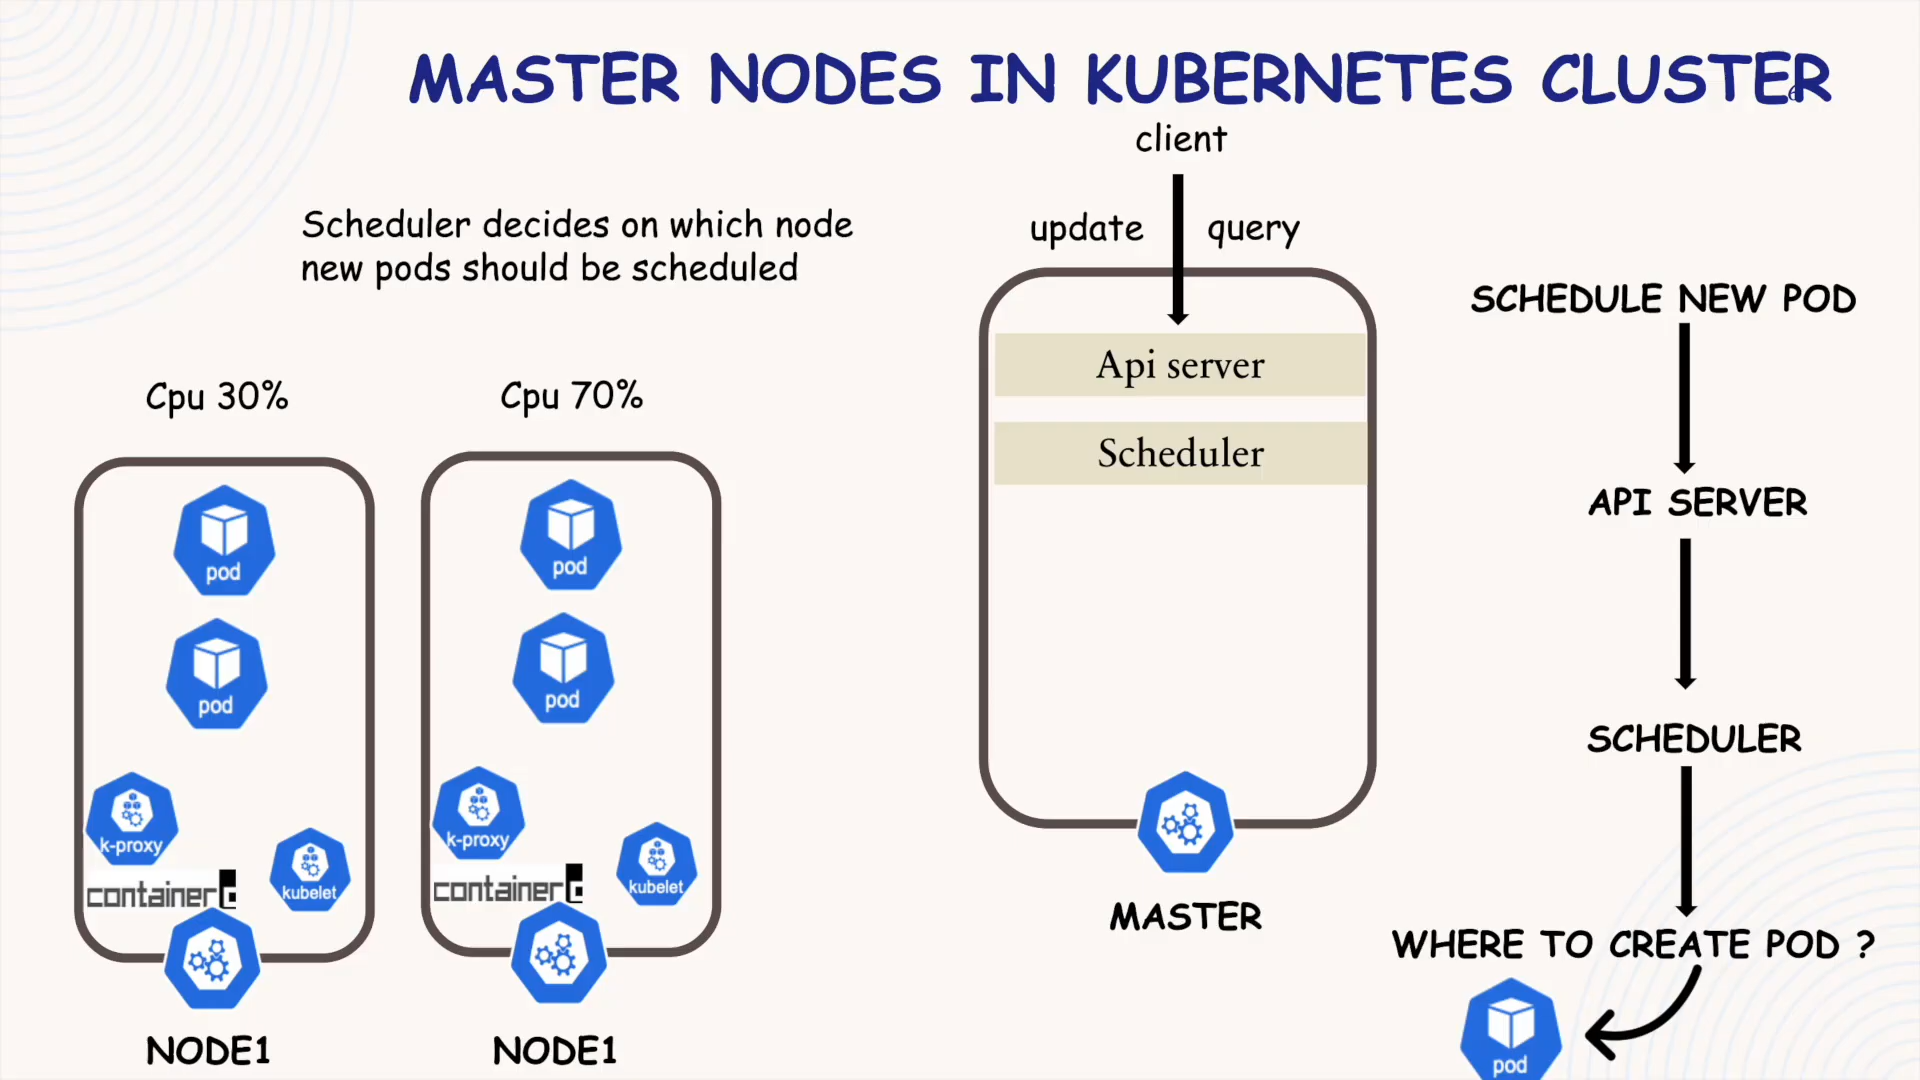 MASTER NODES IN KUBERNETES CLUSTER
client
Scheduler decides on which node
new pods should be scheduled
update
query
SCHEDULE NEW POD
Api server
Cpu 30%
Cpu 70%
Scheduler
API SERVER
pod
pod
pod
pod
SCHEDULER
k-proxy
k-proxy
kubelet
kubelet
container
container
MASTER
WHERE TO CREATE POD ?
NODE1
NODE1
pod